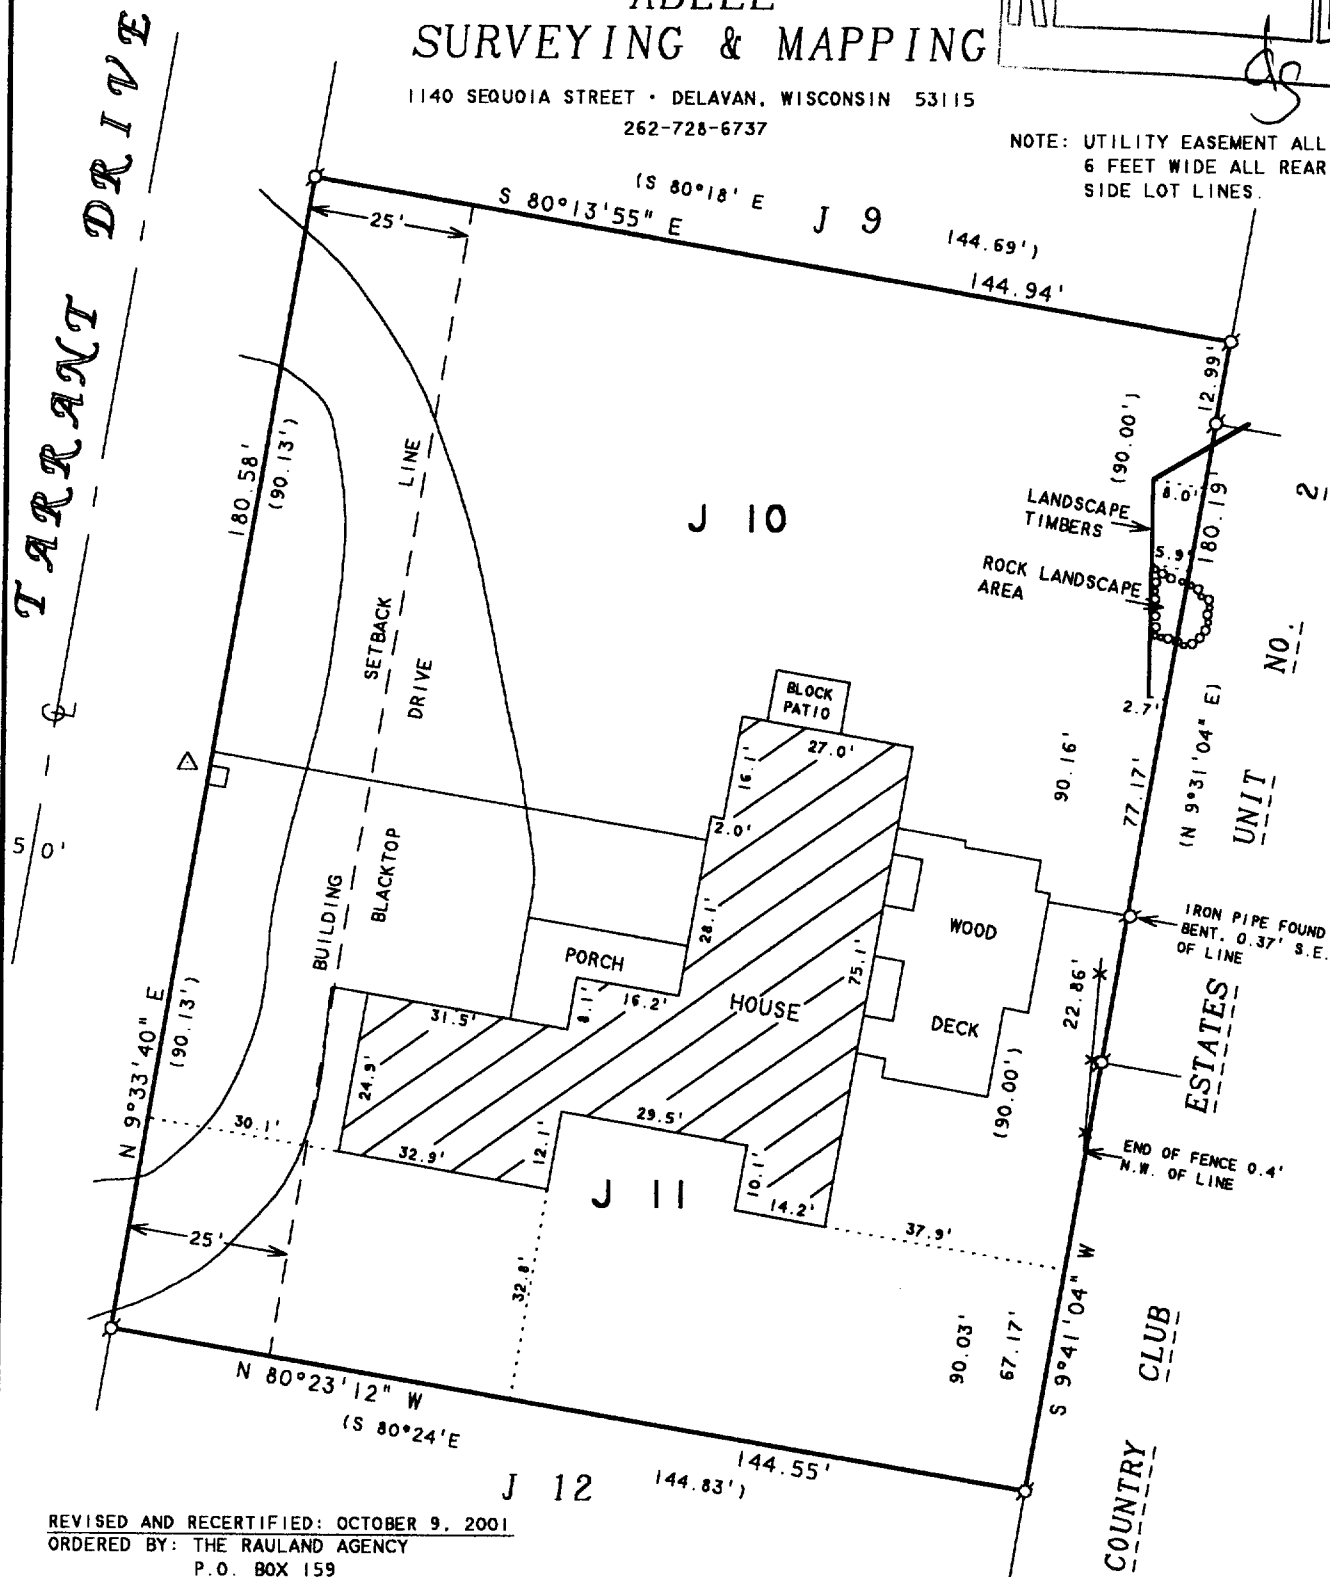 SURVEYING & MAPPING
1140 SEQUOIA STREET · DELAVAN, WISCONSIN 53115
262-728-6737
NOTE: UTILITY EASEMENT ALL
6 FEET WIDE ALL REAR
SIDE LOT LINES.
TARRANT DRIVE
(S 80°18' E
144.69')
S 80°13'55" E
144.94'
J 9
25'
12.99'
(90.00')
180.58'
(90.13')
J 10
LANDSCAPE
TIMBERS
8.0'
180.19'
5.9'
ROCK LANDSCAPE
AREA
2.7'
BUILDING SETBACK LINE
BLACKTOP DRIVE
BLOCK
PATIO
27.0'
16.1'
2.0'
90.16'
77.17'
(N 9°31'04" E)
COUNTRY CLUB ESTATES UNIT NO. 2
50'
28.1'
PORCH
WOOD
DECK
IRON PIPE FOUND
BENT, 0.37' S.E.
OF LINE
22.86'
8.1'
16.2'
HOUSE
75.1'
31.5'
24.9'
N 9°33'40" E
(90.13')
30.1'
32.9'
12.1'
29.5'
(90.00')
10.1'
14.2'
END OF FENCE 0.4'
N.W. OF LINE
J 11
37.9'
25'
32.8'
90.03'
67.17'
S 9°41'04" W
N 80°23'12" W
144.55'
(S 80°24'E
144.83')
J 12
REVISED AND RECERTIFIED: OCTOBER 9, 2001
ORDERED BY: THE RAULAND AGENCY
P.O. BOX 159